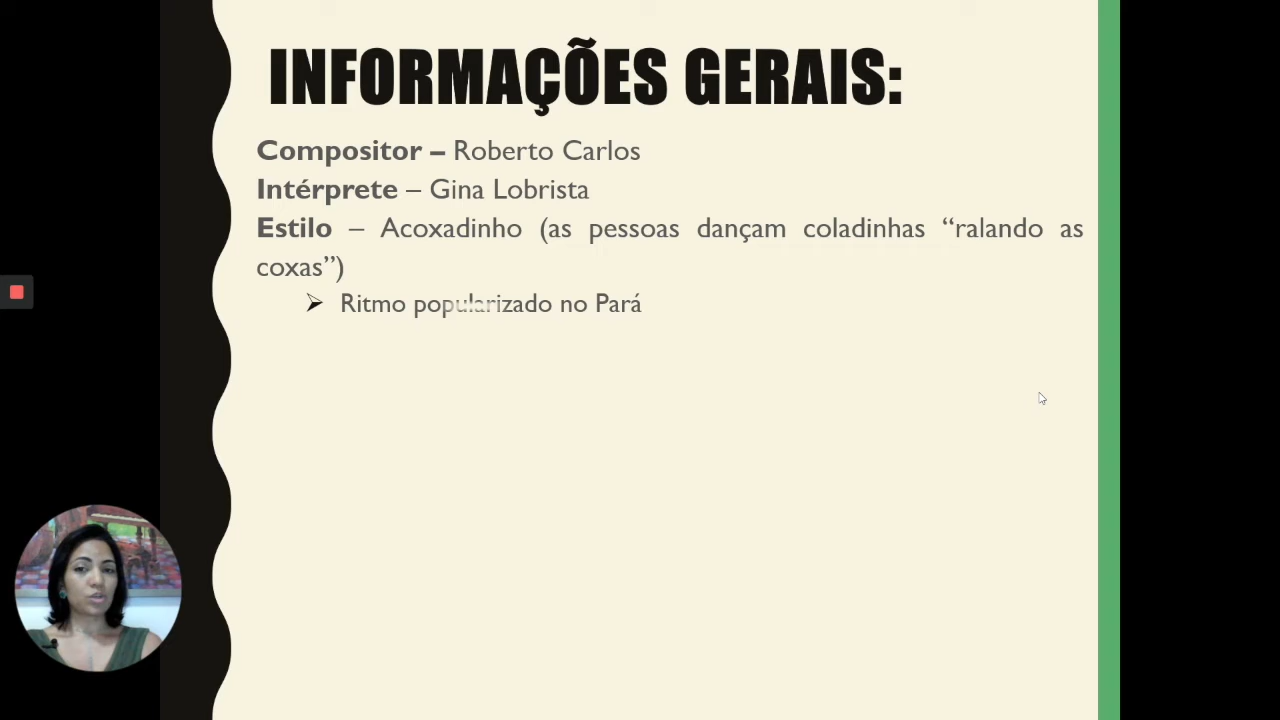 INFORMAÇÕES GERAIS:
Compositor – Roberto Carlos
Intérprete – Gina Lobrista
Estilo – Acoxadinho (as pessoas dançam coladinhas “ralando as
coxas”)
➢ Ritmo popularizado no Pará